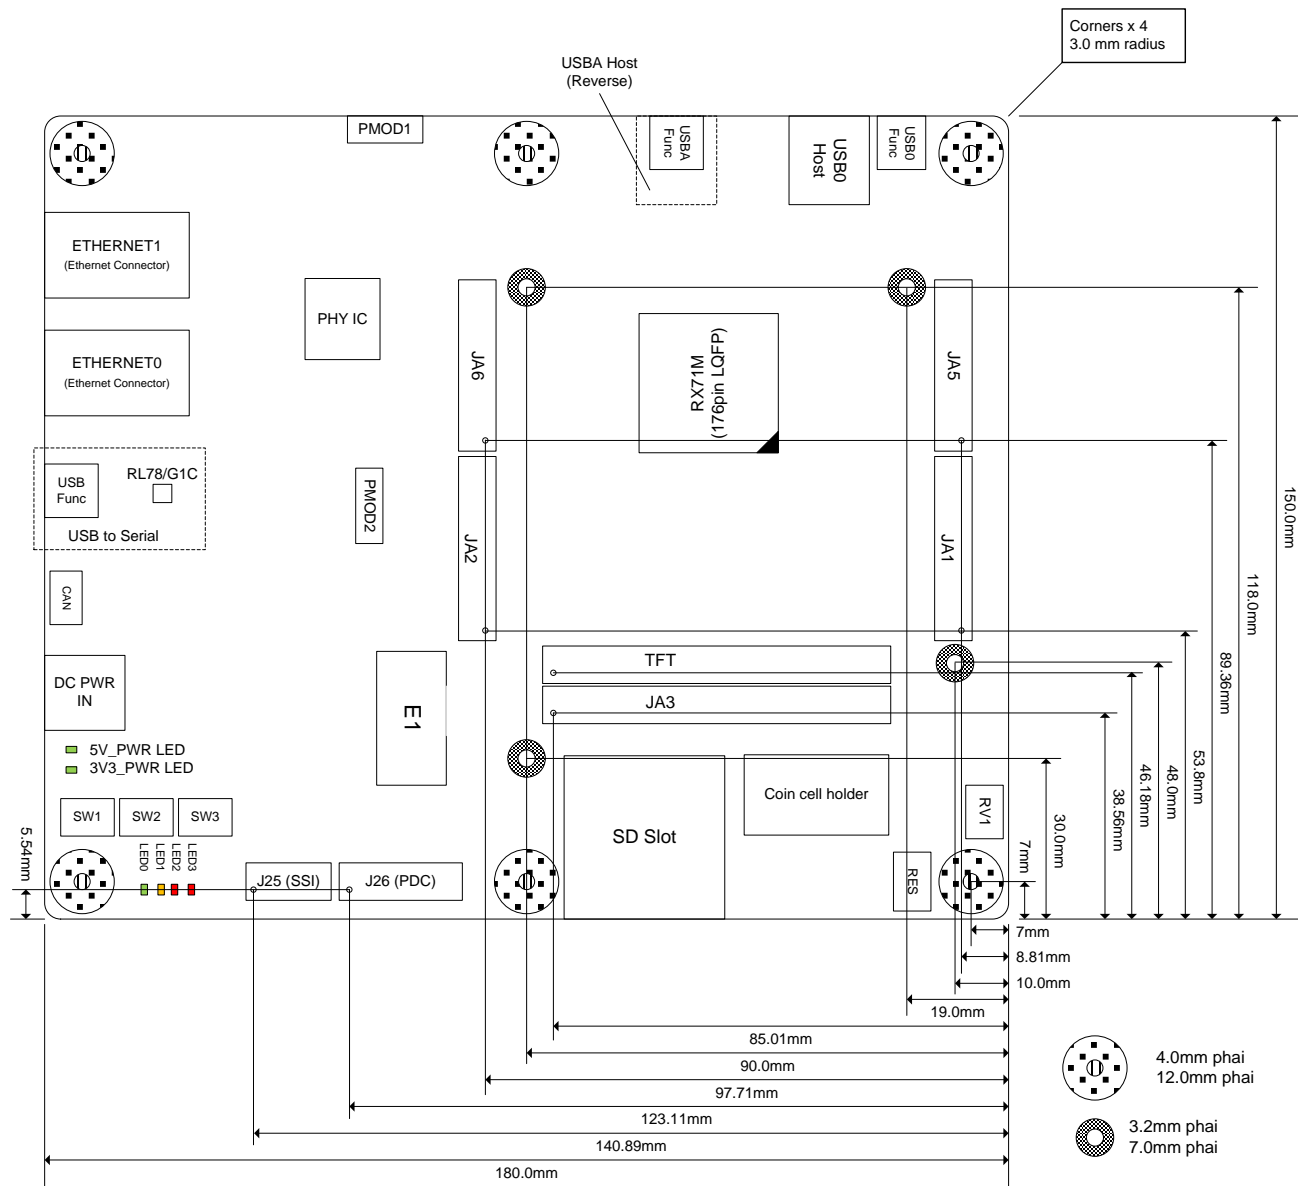 Corners x 4
3.0 mm radius
USBA Host
(Reverse)
PMOD1
USBA
Func
USB0
Host
USB0
Func
ETHERNET1
(Ethernet Connector)
PHY IC
ETHERNET0
(Ethernet Connector)
JA6
RX71M
(176pin LQFP)
JA5
USB
Func
RL78/G1C
USB to Serial
PMOD2
JA2
JA1
CAN
DC PWR
IN
E1
TFT
JA3
5V_PWR LED
3V3_PWR LED
SW1
SW2
SW3
LED0
LED1
LED2
LED3
J25 (SSI)
J26 (PDC)
SD Slot
Coin cell holder
RV1
RES
5.54mm
7mm
30.0mm
38.56mm
46.18mm
48.0mm
53.8mm
89.36mm
118.0mm
150.0mm
7mm
8.81mm
10.0mm
19.0mm
85.01mm
90.0mm
97.71mm
123.11mm
140.89mm
180.0mm
4.0mm phai
12.0mm phai
3.2mm phai
7.0mm phai